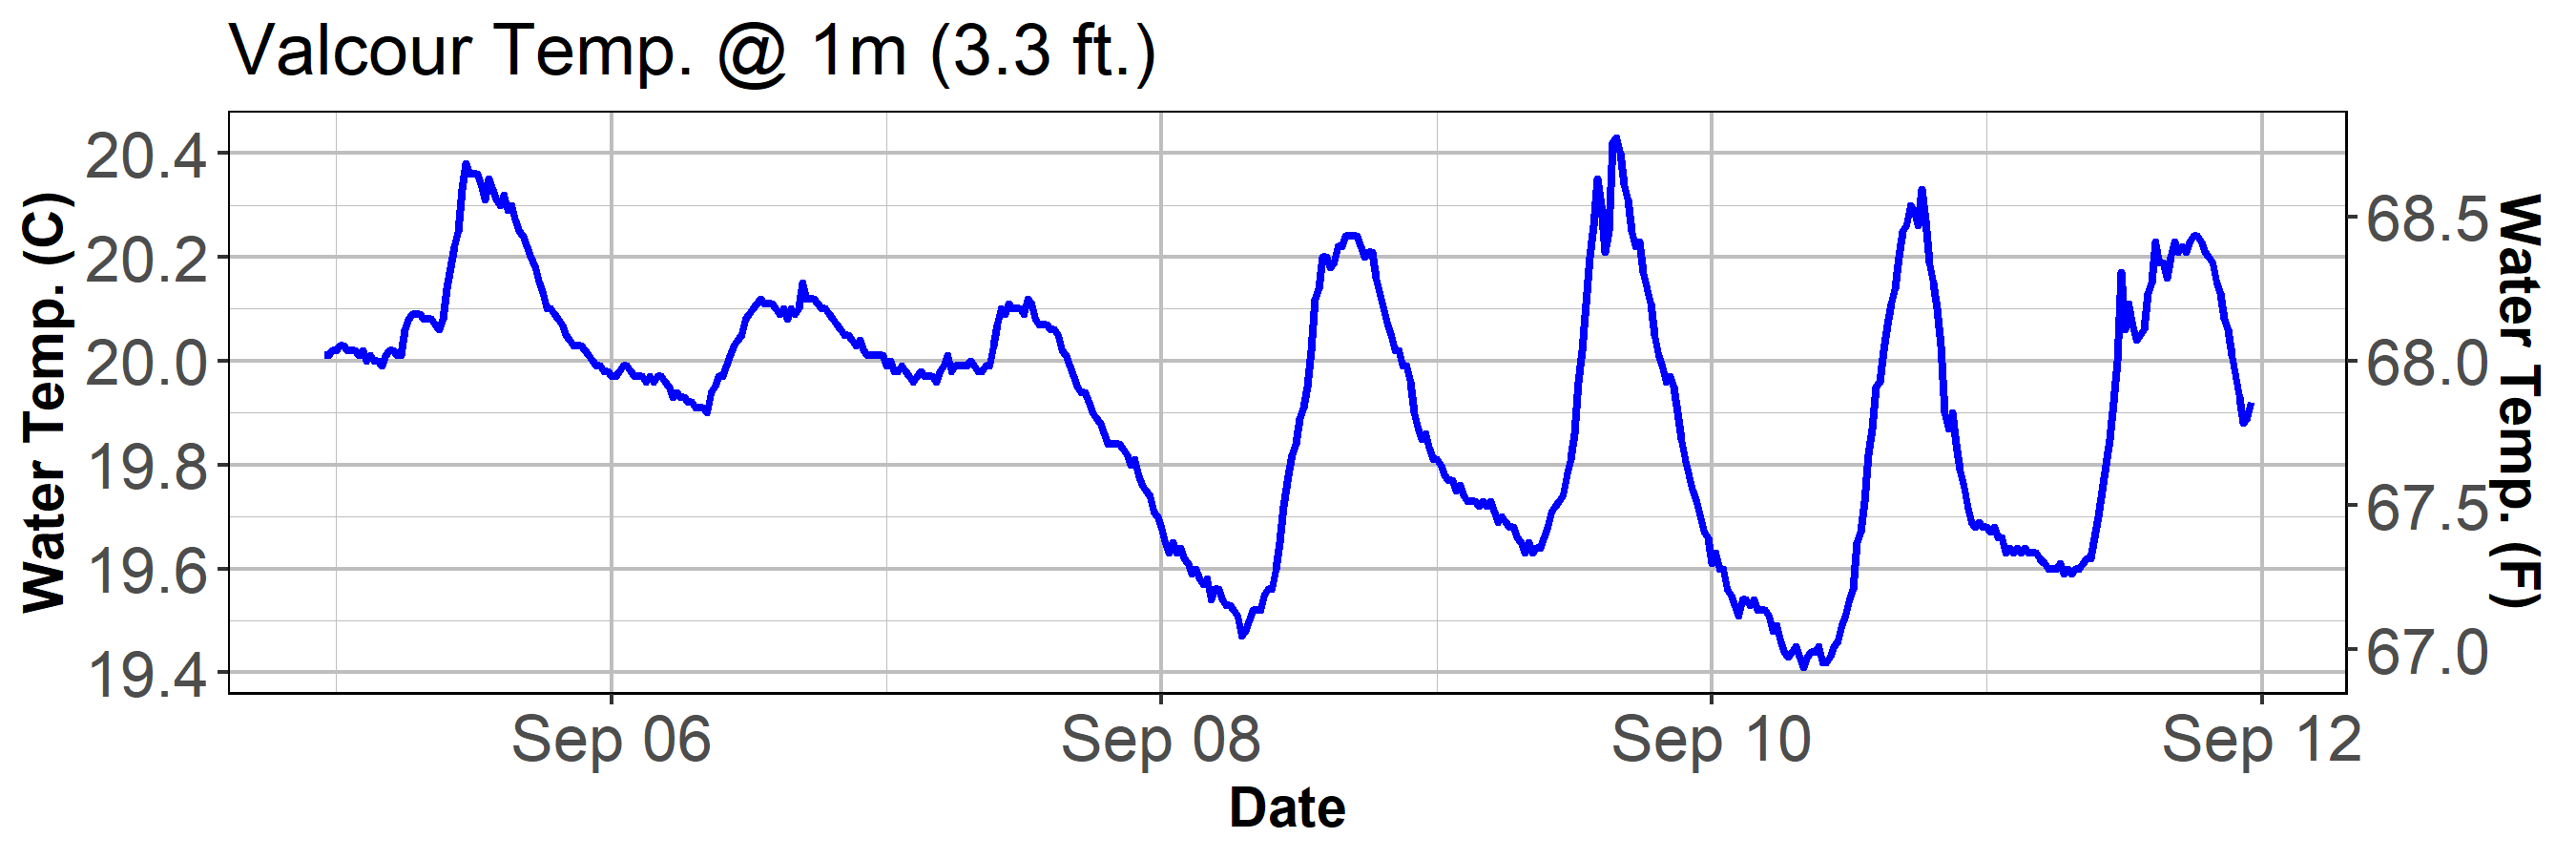 Valcour Temp. @ 1m (3.3 ft.)
Water Temp. (C)
20.4
20.2
20.0
19.8
19.6
19.4
68.5
68.0
67.5
67.0
Water Temp. (F)
Sep 06
Sep 08
Sep 10
Sep 12
Date